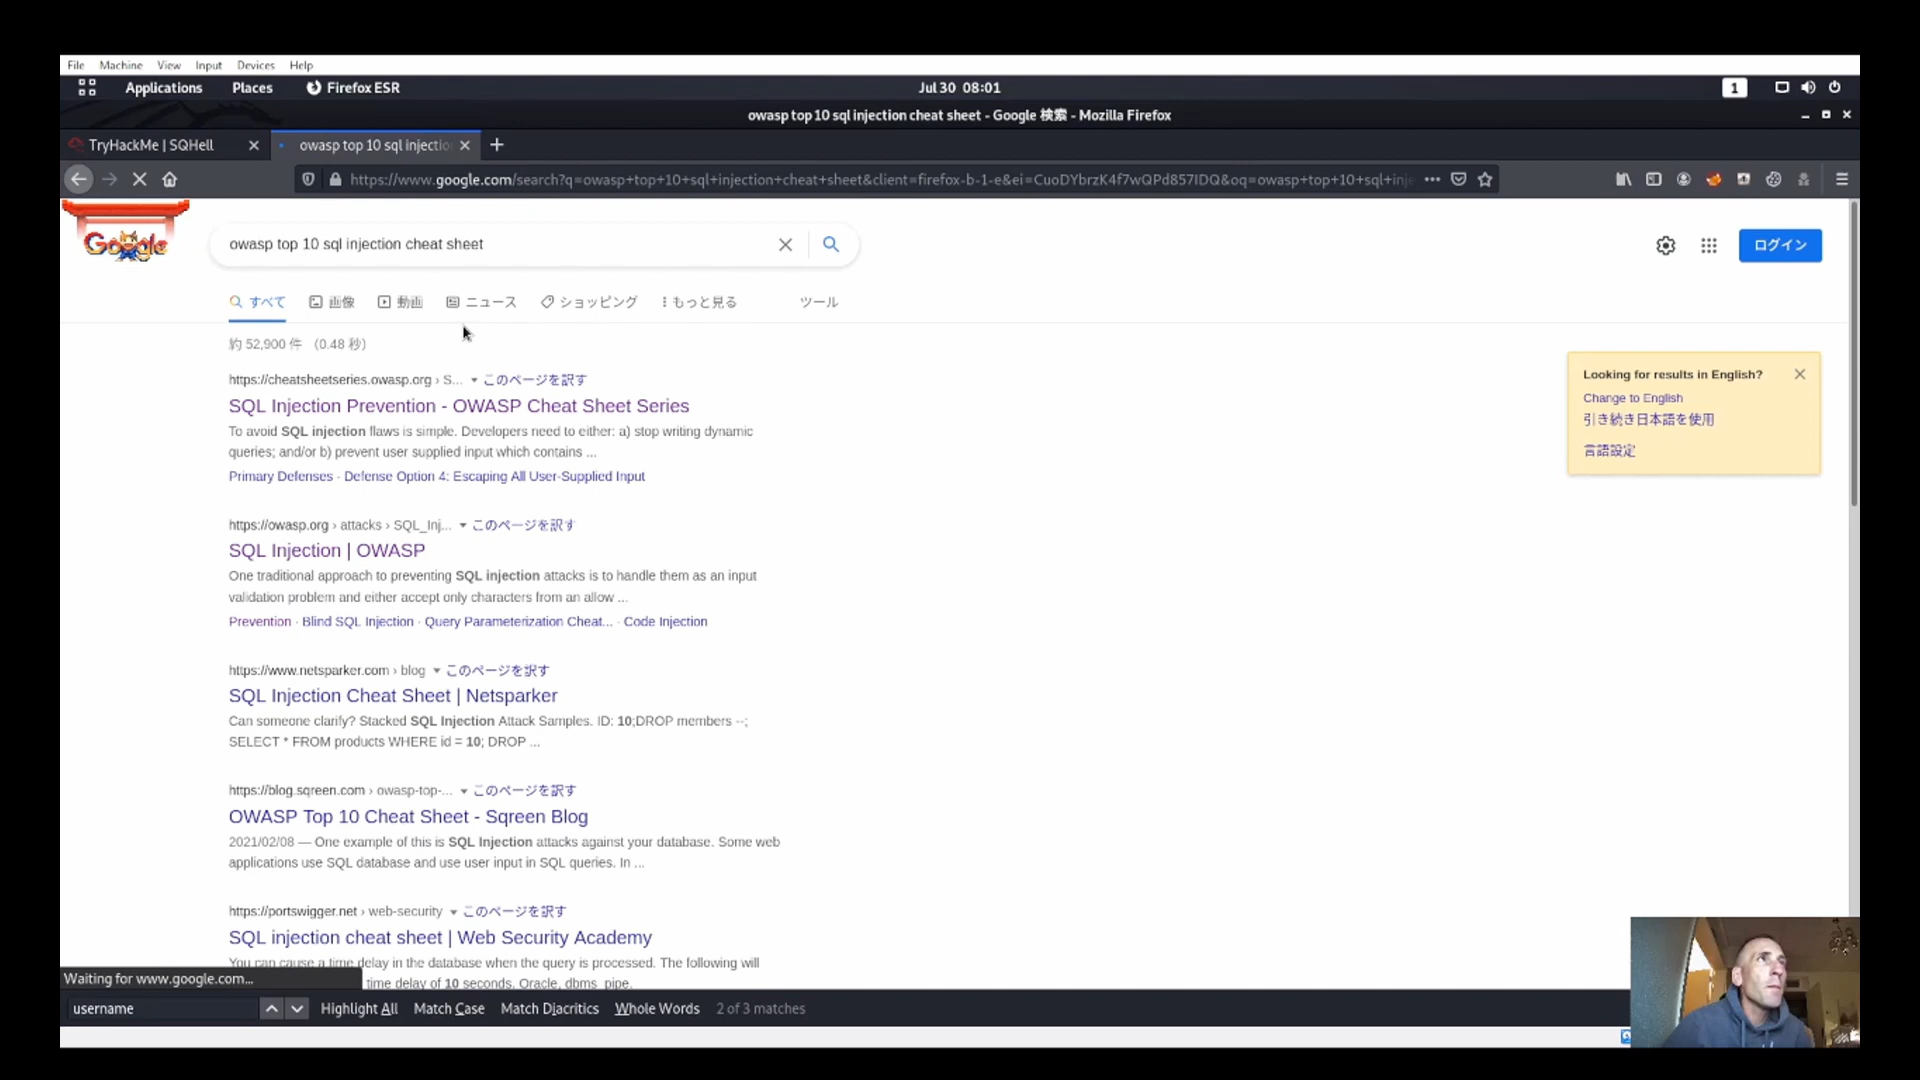 File Machine View Input Devices Help
Applications Places Firefox ESR Jul 30 08:01 1
owasp top 10 sql injection cheat sheet - Google 検索 - Mozilla Firefox
TryHackMe | SQHell owasp top 10 sql injectio
https://www.google.com/search?q=owasp+top+10+sql+injection+cheat+sheet&client=firefox-b-1-e&ei=CuoDYbrzK4f7wQPd857IDQ&oq=owasp+top+10+sql+inj
Google owasp top 10 sql injection cheat sheet ログイン
すべて 画像 動画 ニュース ショッピング もっと見る ツール
約 52,900 件 （0.48 秒）
https://cheatsheetseries.owasp.org › S... このページを訳す
SQL Injection Prevention - OWASP Cheat Sheet Series
To avoid SQL injection flaws is simple. Developers need to either: a) stop writing dynamic
queries; and/or b) prevent user supplied input which contains ...
Primary Defenses · Defense Option 4: Escaping All User-Supplied Input
Looking for results in English?
Change to English
引き続き日本語を使用
言語設定
https://owasp.org › attacks › SQL_Inj... このページを訳す
SQL Injection | OWASP
One traditional approach to preventing SQL injection attacks is to handle them as an input
validation problem and either accept only characters from an allow ...
Prevention · Blind SQL Injection · Query Parameterization Cheat... · Code Injection
https://www.netsparker.com › blog このページを訳す
SQL Injection Cheat Sheet | Netsparker
Can someone clarify? Stacked SQL Injection Attack Samples. ID: 10;DROP members --;
SELECT * FROM products WHERE id = 10; DROP ...
https://blog.sqreen.com › owasp-top-... このページを訳す
OWASP Top 10 Cheat Sheet - Sqreen Blog
2021/02/08 — One example of this is SQL Injection attacks against your database. Some web
applications use SQL database and use user input in SQL queries. In ...
https://portswigger.net › web-security このページを訳す
SQL injection cheat sheet | Web Security Academy
You can cause a time delay in the database when the query is processed. The following will
Waiting for www.google.com... time delay of 10 seconds. Oracle, dbms_pipe.
username Highlight All Match Case Match Diacritics Whole Words 2 of 3 matches